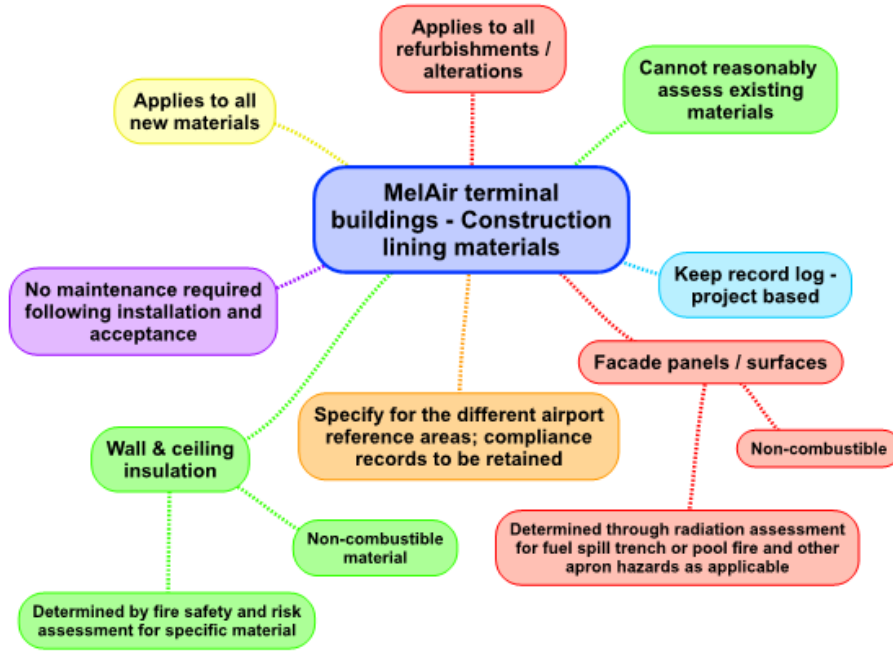 Applies to all
refurbishments /
alterations
Cannot reasonably
assess existing
materials
Applies to all
new materials
MelAir terminal
buildings - Construction
lining materials
No maintenance required
following installation and
acceptance
Keep record log -
project based
Facade panels / surfaces
Specify for the different airport
reference areas; compliance
records to be retained
Wall & ceiling
insulation
Non-combustible
Non-combustible
material
Determined through radiation assessment
for fuel spill trench or pool fire and other
apron hazards as applicable
Determined by fire safety and risk
assessment for specific material